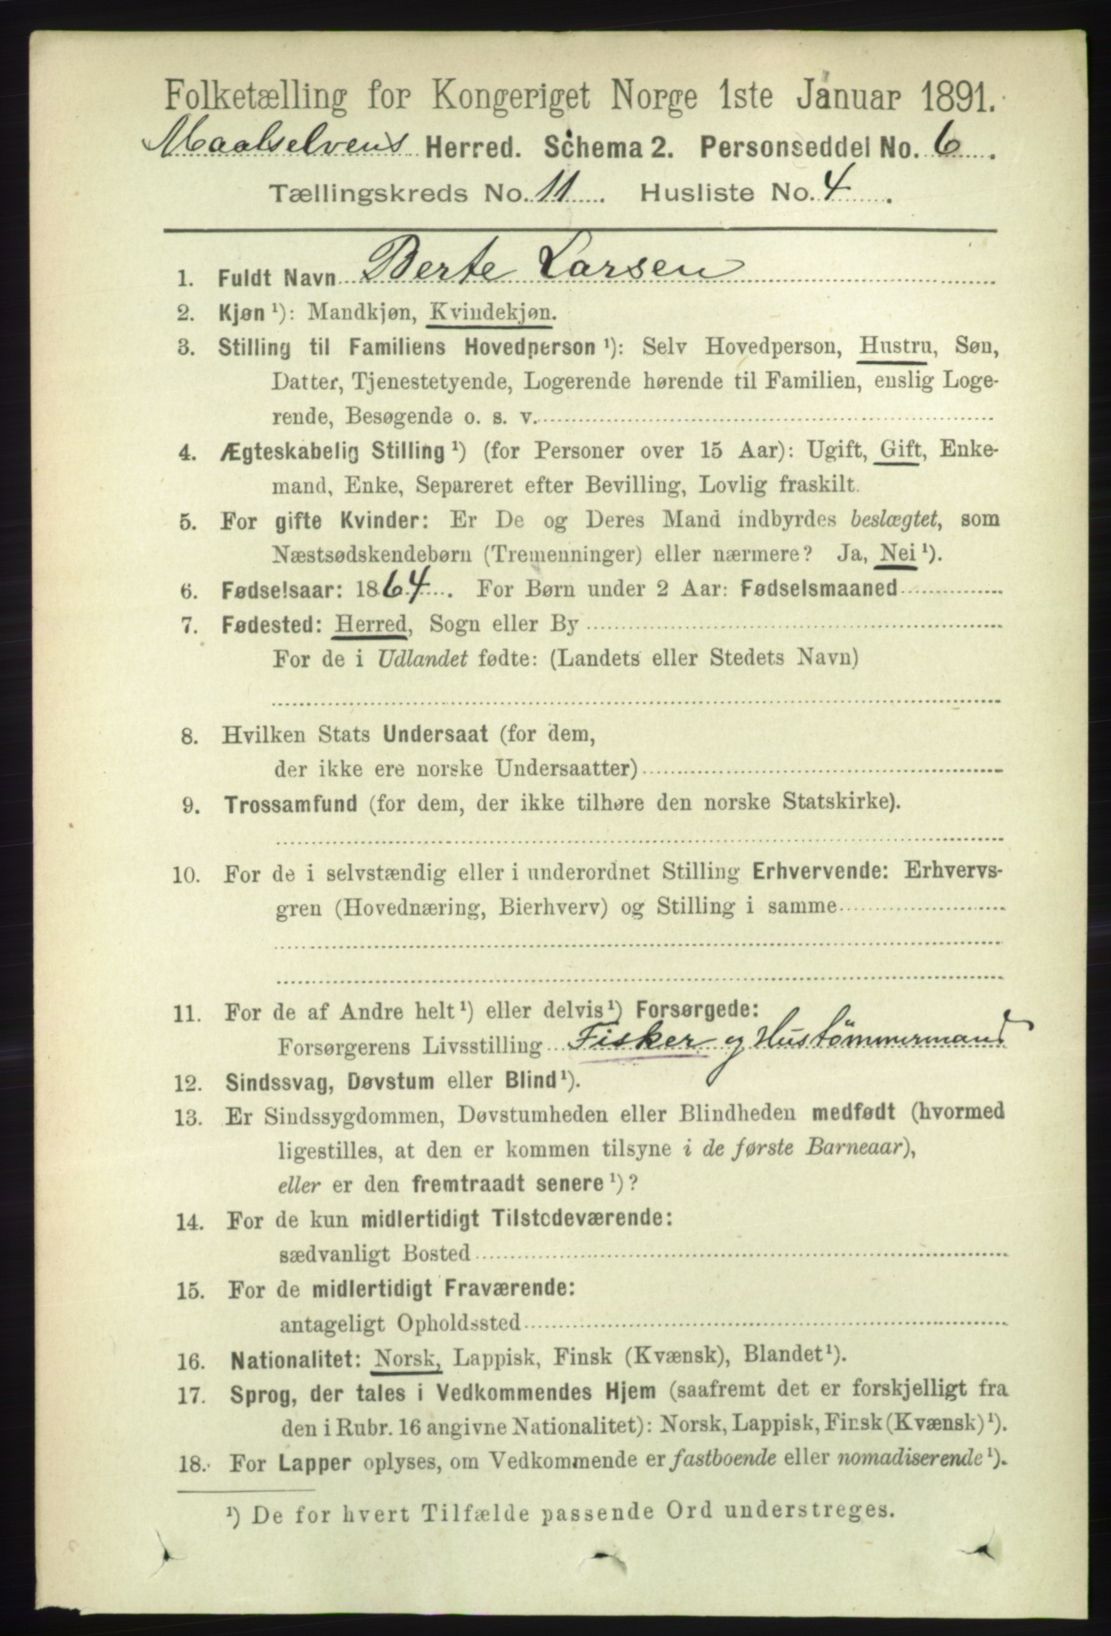 Folketælling for Kongeriget Norge 1ste Januar 1891.
Maalselvens Herred. Schema 2. Personseddel No. 6.
Tællingskreds No. 11. Husliste No. 4.
1. Fuldt Navn Berte Larsen
2. Kjøn ¹): Mandkjøn, Kvindekjøn.
3. Stilling til Familiens Hovedperson ¹): Selv Hovedperson, Hustru, Søn,
Datter, Tjenestetyende, Logerende hørende til Familien, enslig Loge-
rende, Besøgende o. s. v.
4. Ægteskabelig Stilling ¹) (for Personer over 15 Aar): Ugift, Gift, Enke-
mand, Enke, Separeret efter Bevilling, Lovlig fraskilt.
5. For gifte Kvinder: Er De og Deres Mand indbyrdes beslægtet, som
Næstsødskendebørn (Tremenninger) eller nærmere? Ja, Nei ¹).
6. Fødselsaar: 1864. For Børn under 2 Aar: Fødselsmaaned
7. Fødested: Herred, Sogn eller By
For de i Udlandet fødte: (Landets eller Stedets Navn)
8. Hvilken Stats Undersaat (for dem,
der ikke ere norske Undersaatter)
9. Trossamfund (for dem, der ikke tilhøre den norske Statskirke).
10. For de i selvstændig eller i underordnet Stilling Erhvervende: Erhvervs-
gren (Hovednæring, Bierhverv) og Stilling i samme
11. For de af Andre helt ¹) eller delvis ¹) Forsørgede:
Forsørgerens Livsstilling Fisker og Hustömmermand
12. Sindssvag, Døvstum eller Blind ¹).
13. Er Sindssygdommen, Døvstumheden eller Blindheden medfødt (hvormed
ligestilles, at den er kommen tilsyne i de første Barneaar),
eller er den fremtraadt senere ¹)?
14. For de kun midlertidigt Tilstedeværende:
sædvanligt Bosted
15. For de midlertidigt Fraværende:
antageligt Opholdssted
16. Nationalitet: Norsk, Lappisk, Finsk (Kvænsk), Blandet ¹).
17. Sprog, der tales i Vedkommendes Hjem (saafremt det er forskjelligt fra
den i Rubr. 16 angivne Nationalitet): Norsk, Lappisk, Finsk (Kvænsk) ¹).
18. For Lapper oplyses, om Vedkommende er fastboende eller nomadiserende ¹).
¹) De for hvert Tilfælde passende Ord understreges.